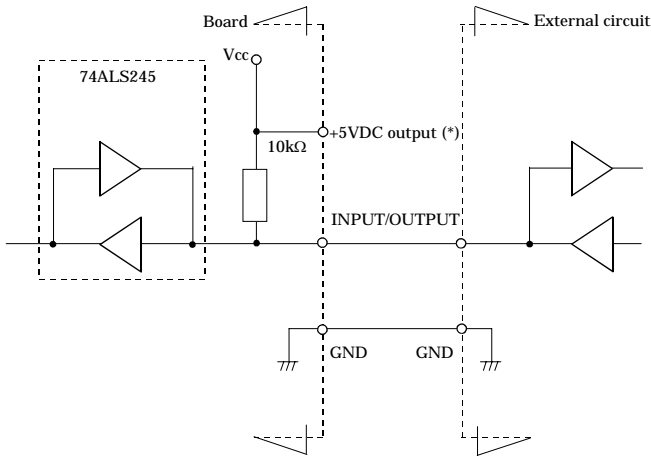 Board
External circuit
Vcc
74ALS245
+5VDC output (*)
10kΩ
INPUT/OUTPUT
GND
GND